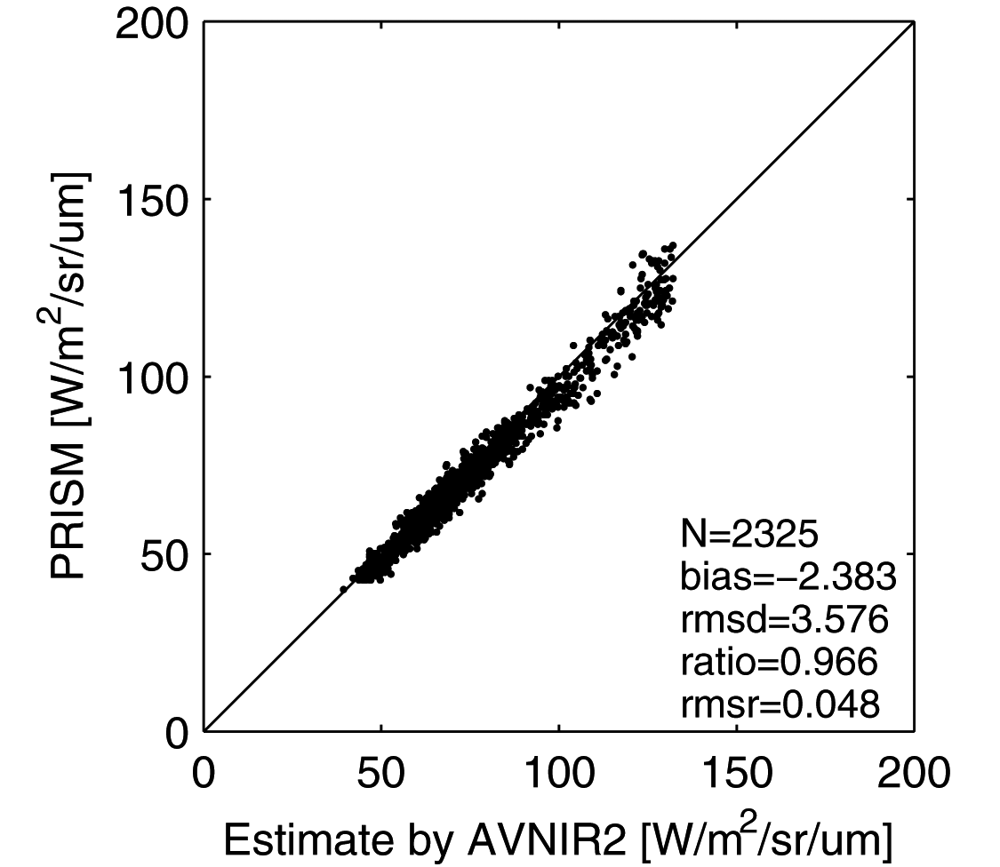 200
150
100
50
0
PRISM [W/m²/sr/um]
N=2325
bias=−2.383
rmsd=3.576
ratio=0.966
rmsr=0.048
0 50 100 150 200
Estimate by AVNIR2 [W/m²/sr/um]